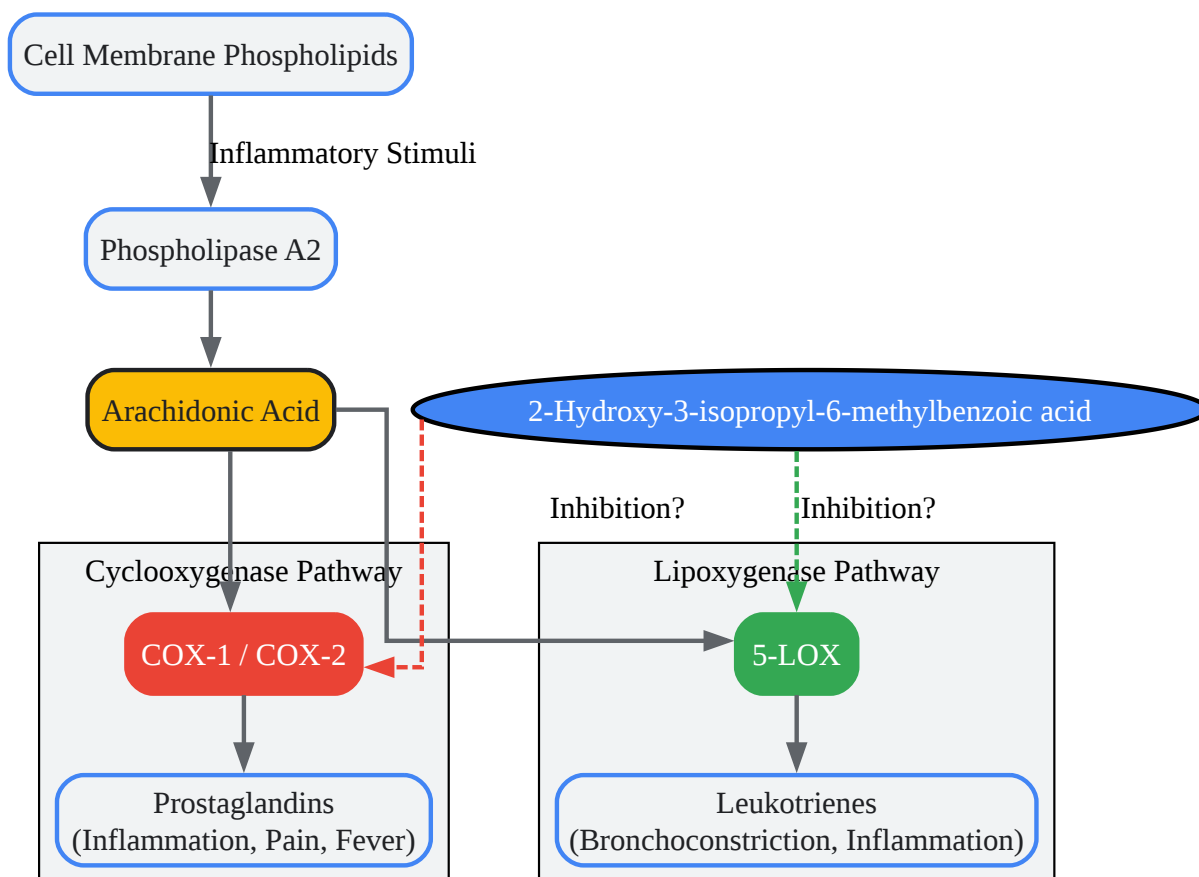 Cell Membrane Phospholipids
Inflammatory Stimuli
Phospholipase A2
Arachidonic Acid
2-Hydroxy-3-isopropyl-6-methylbenzoic acid
Inhibition?
Inhibition?
Cyclooxygenase Pathway
Lipoxygenase Pathway
COX-1 / COX-2
5-LOX
Prostaglandins
(Inflammation, Pain, Fever)
Leukotrienes
(Bronchoconstriction, Inflammation)